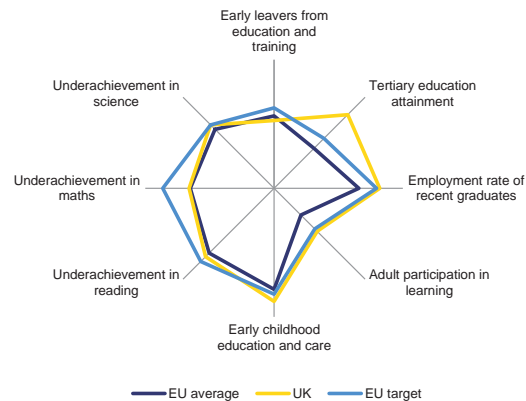 Early leavers from
education and
training
Underachievement in
science
Tertiary education
attainment
Underachievement in
maths
Employment rate of
recent graduates
Underachievement in
reading
Adult participation in
learning
Early childhood
education and care
EU average
UK
EU target